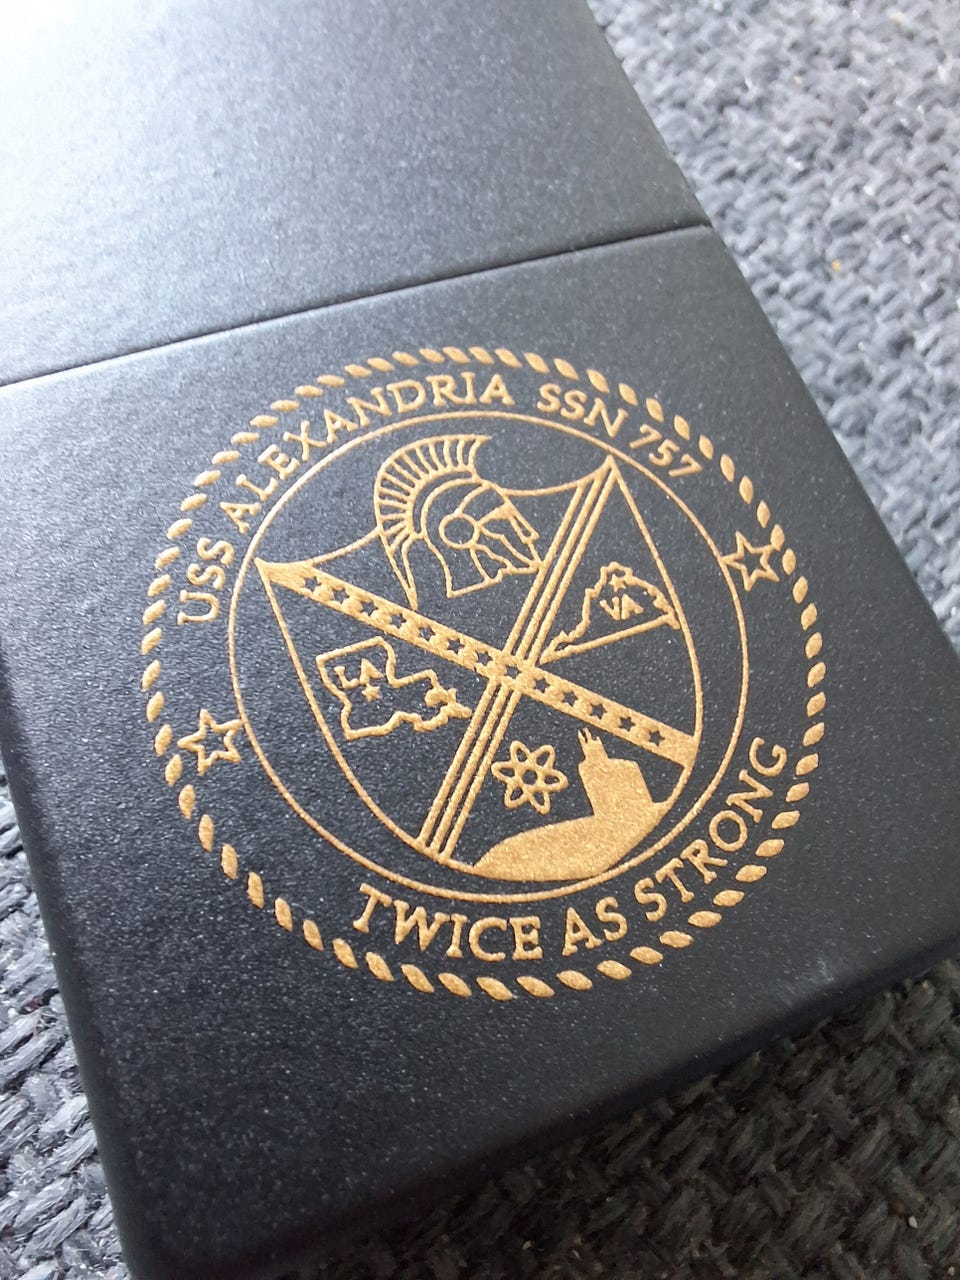 USS ALEXANDRIA SSN 757
VA
LA
TWICE AS STRONG